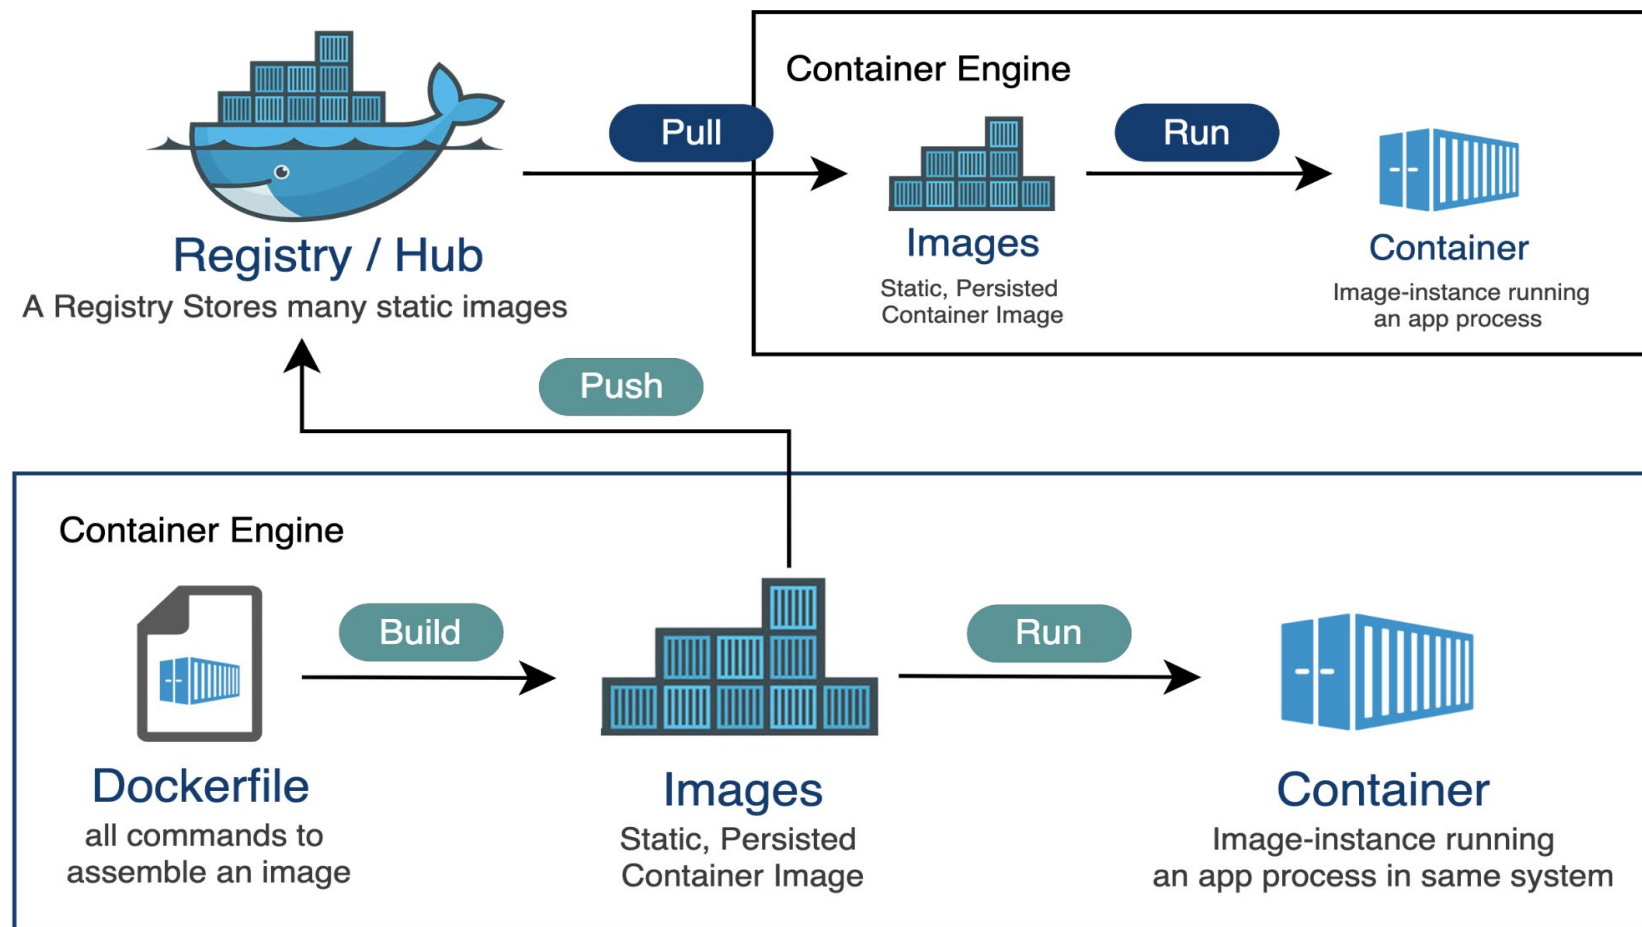 Container Engine
Pull
Run
Registry / Hub
A Registry Stores many static images
Images
Static, Persisted
Container Image
Container
Image-instance running
an app process
Push
Container Engine
Build
Run
Dockerfile
all commands to
assemble an image
Images
Static, Persisted
Container Image
Container
Image-instance running
an app process in same system